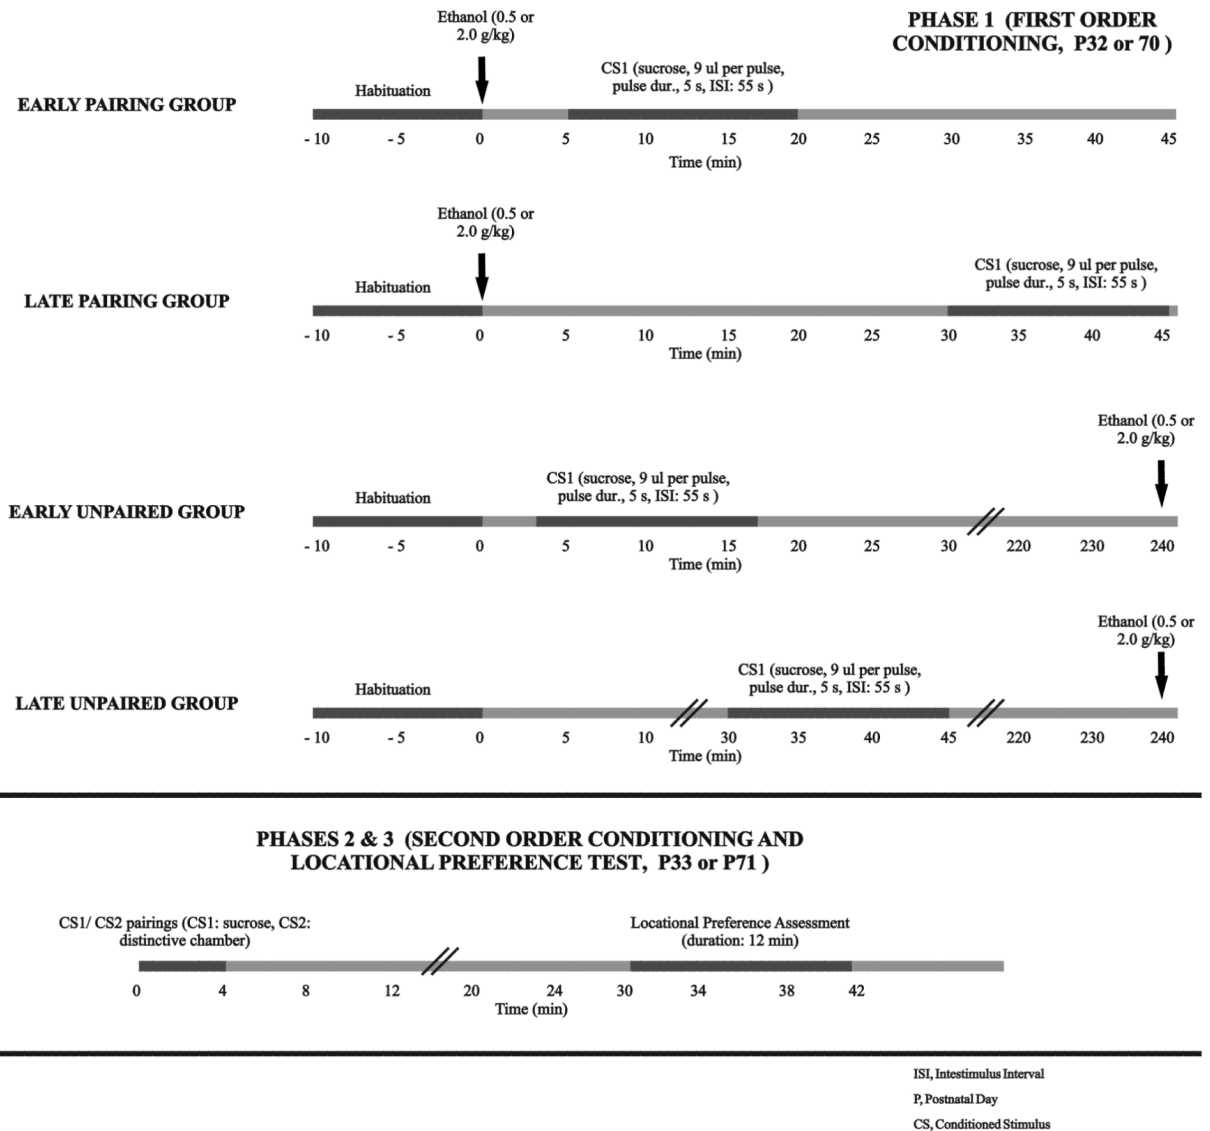 PHASE 1 (FIRST ORDER
CONDITIONING, P32 or 70 )
Ethanol (0.5 or
2.0 g/kg)
CS1 (sucrose, 9 ul per pulse,
pulse dur., 5 s, ISI: 55 s )
Habituation
EARLY PAIRING GROUP
- 10 - 5 0 5 10 15 20 25 30 35 40 45
Time (min)
Ethanol (0.5 or
2.0 g/kg)
CS1 (sucrose, 9 ul per pulse,
pulse dur., 5 s, ISI: 55 s )
Habituation
LATE PAIRING GROUP
- 10 - 5 0 5 10 15 20 25 30 35 40 45
Time (min)
Ethanol (0.5 or
2.0 g/kg)
CS1 (sucrose, 9 ul per pulse,
pulse dur., 5 s, ISI: 55 s )
Habituation
EARLY UNPAIRED GROUP
- 10 - 5 0 5 10 15 20 25 30 220 230 240
Time (min)
Ethanol (0.5 or
2.0 g/kg)
CS1 (sucrose, 9 ul per pulse,
pulse dur., 5 s, ISI: 55 s )
Habituation
LATE UNPAIRED GROUP
- 10 - 5 0 5 10 30 35 40 45 220 230 240
Time (min)
PHASES 2 & 3 (SECOND ORDER CONDITIONING AND
LOCATIONAL PREFERENCE TEST, P33 or P71 )
CS1/ CS2 pairings (CS1: sucrose, CS2:
distinctive chamber)
Locational Preference Assessment
(duration: 12 min)
0 4 8 12 20 24 30 34 38 42
Time (min)
ISI, Intestimulus Interval
P, Postnatal Day
CS, Conditioned Stimulus